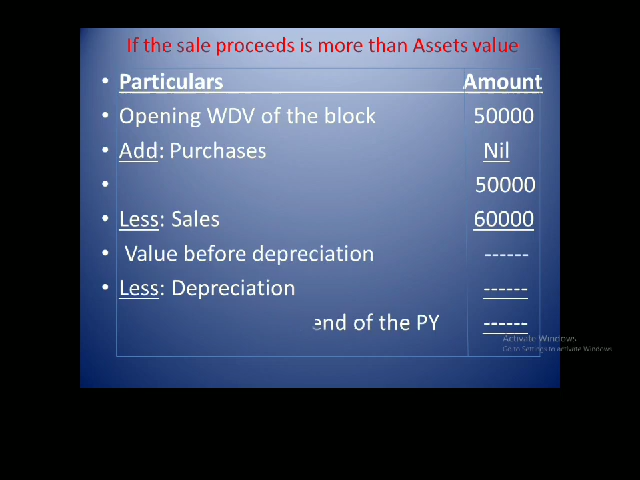 If the sale proceeds is more than Assets value
• Particulars Amount
• Opening WDV of the block 50000
• Add: Purchases Nil
• 50000
• Less: Sales 60000
• Value before depreciation ------
• Less: Depreciation ------
end of the PY ------
Activate Windows
Go to Settings to activate Windows.